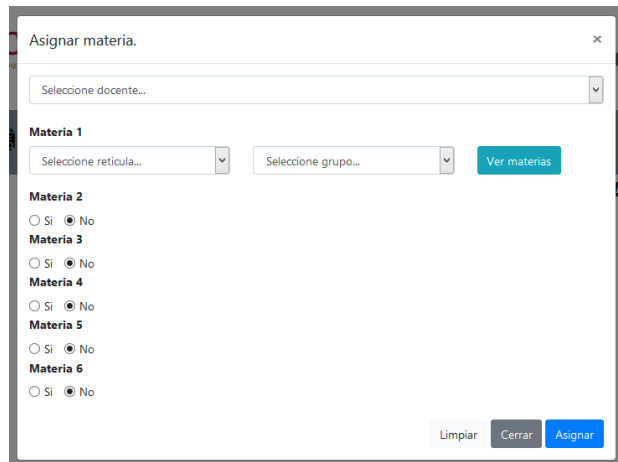 Asignar materia. ×
Seleccione docente...
Materia 1
Seleccione reticula... Seleccione grupo... Ver materias
Materia 2
Si No
Materia 3
Si No
Materia 4
Si No
Materia 5
Si No
Materia 6
Si No
Limpiar Cerrar Asignar